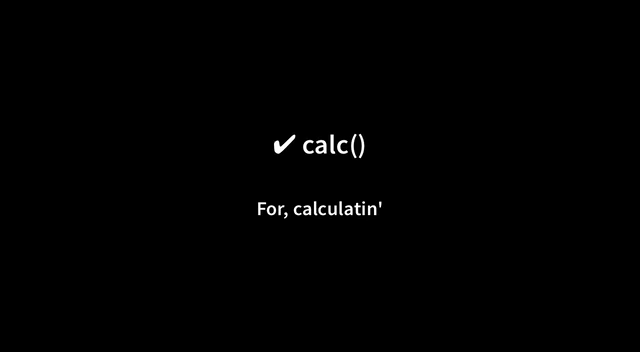 ✔ calc()
For, calculatin'